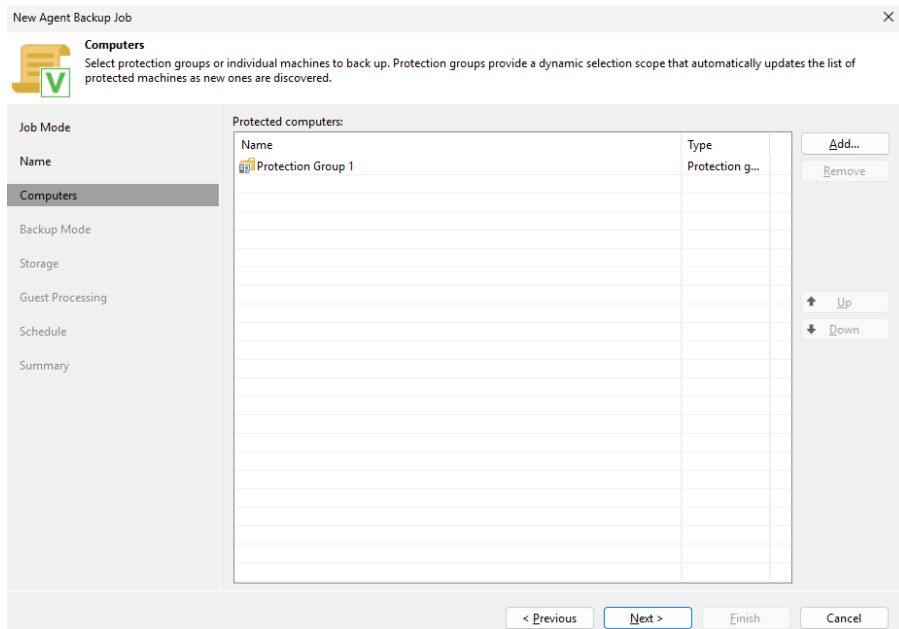 New Agent Backup Job
Computers
Select protection groups or individual machines to back up. Protection groups provide a dynamic selection scope that automatically updates the list of
protected machines as new ones are discovered.
V
Job Mode
Name
Computers
Backup Mode
Storage
Guest Processing
Schedule
Summary
Protected computers:
Name Type
Protection Group 1 Protection g...
Add...
Remove
Up
Down
< Previous Next > Finish Cancel